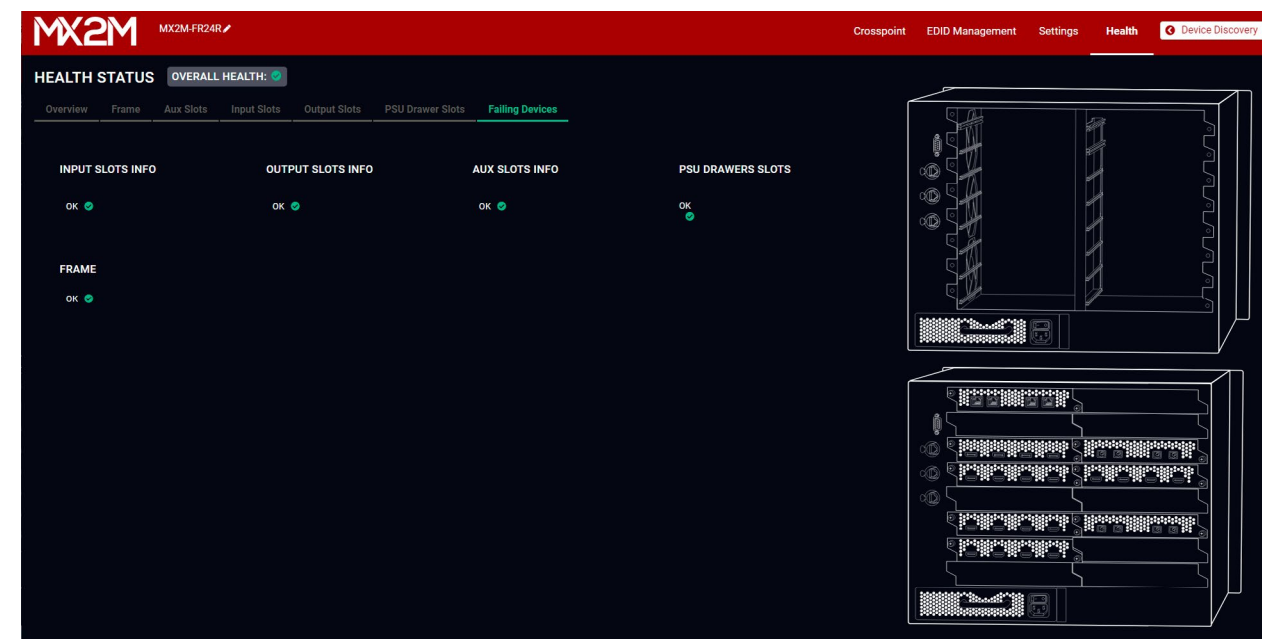 MX2M
MX2M-FR24R
Crosspoint
EDID Management
Settings
Health
Device Discovery
HEALTH STATUS
OVERALL HEALTH:
Overview
Frame
Aux Slots
Input Slots
Output Slots
PSU Drawer Slots
Failing Devices
INPUT SLOTS INFO
OK
OUTPUT SLOTS INFO
OK
AUX SLOTS INFO
OK
PSU DRAWERS SLOTS
OK
FRAME
OK